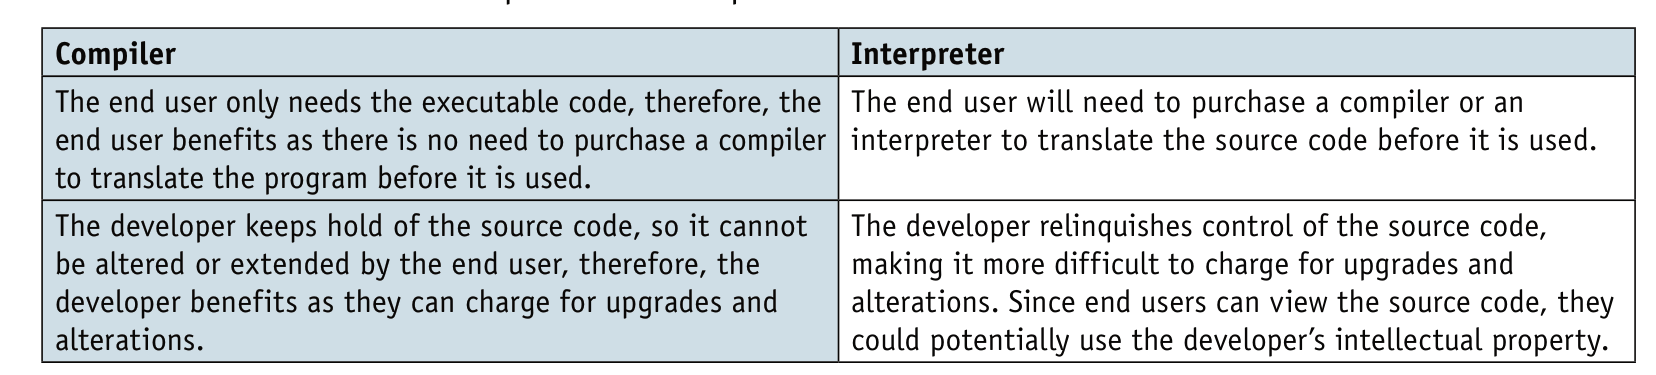 Compiler
Interpreter
The end user only needs the executable code, therefore, the
end user benefits as there is no need to purchase a compiler
to translate the program before it is used.
The end user will need to purchase a compiler or an
interpreter to translate the source code before it is used.
The developer keeps hold of the source code, so it cannot
be altered or extended by the end user, therefore, the
developer benefits as they can charge for upgrades and
alterations.
The developer relinquishes control of the source code,
making it more difficult to charge for upgrades and
alterations. Since end users can view the source code, they
could potentially use the developer’s intellectual property.